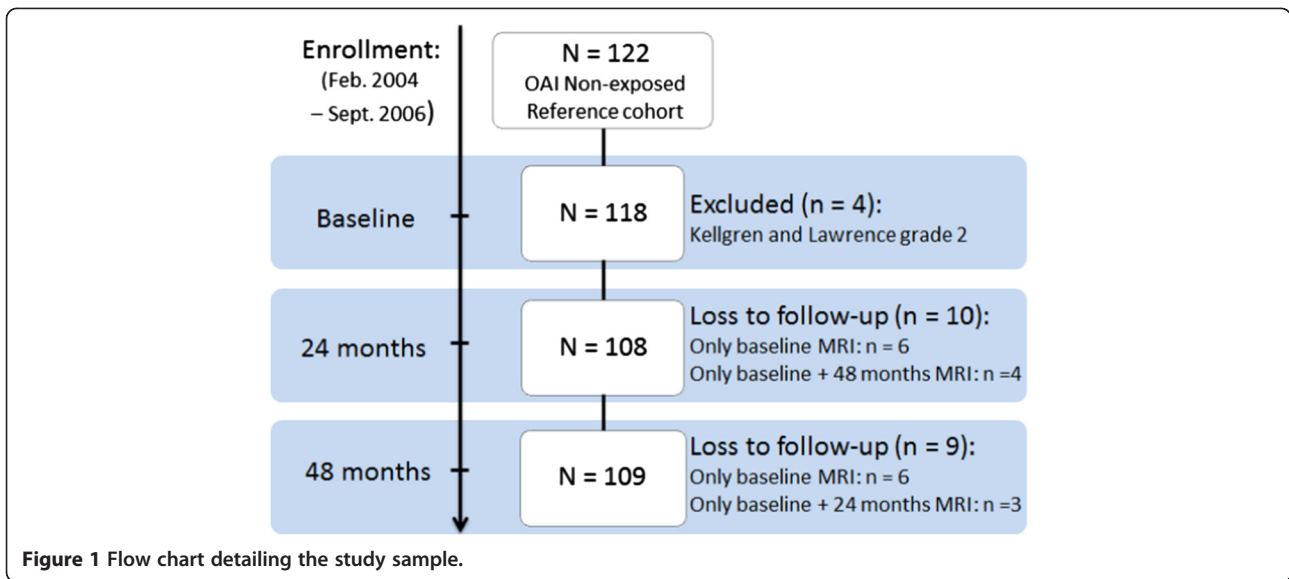 Enrollment:
(Feb. 2004
– Sept. 2006)
N = 122
OAI Non-exposed
Reference cohort
Baseline
N = 118
Excluded (n = 4):
Kellgren and Lawrence grade 2
24 months
N = 108
Loss to follow-up (n = 10):
Only baseline MRI: n = 6
Only baseline + 48 months MRI: n =4
48 months
N = 109
Loss to follow-up (n = 9):
Only baseline MRI: n = 6
Only baseline + 24 months MRI: n =3
Figure 1 Flow chart detailing the study sample.